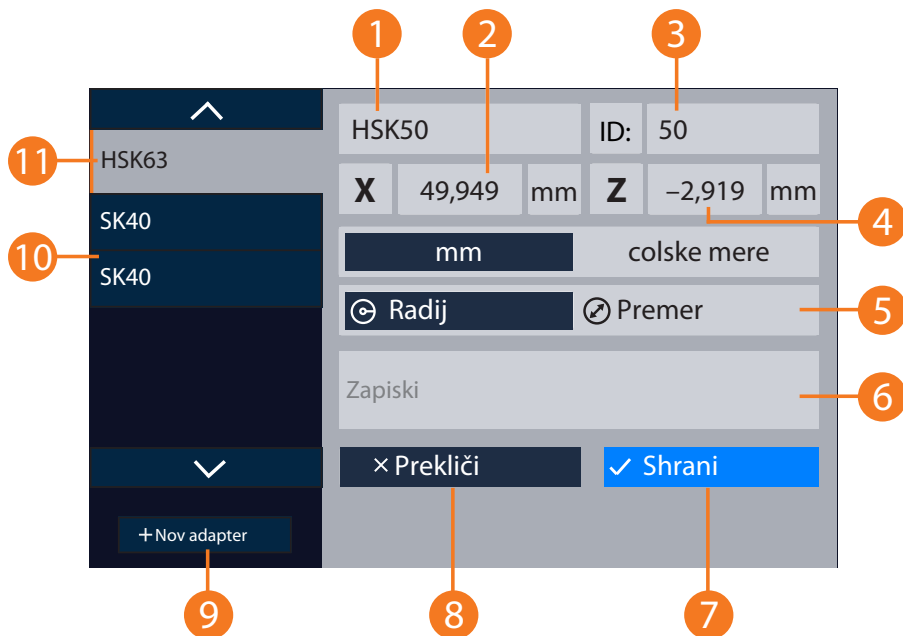 1 2 3
HSK50 ID: 50
11 HSK63
X 49,949 mm Z –2,919 mm
4
SK40
10
mm colske mere
SK40
Radij Premer 5
Zapiski 6
Prekliči Shrani
+ Nov adapter
9 8 7